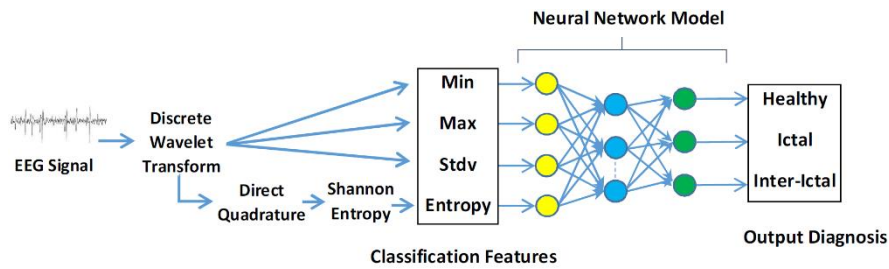 Neural Network Model
EEG Signal
Discrete
Wavelet
Transform
Direct
Quadrature
Shannon
Entropy
Min
Max
Stdv
Entropy
Classification Features
Healthy
Ictal
Inter-Ictal
Output Diagnosis